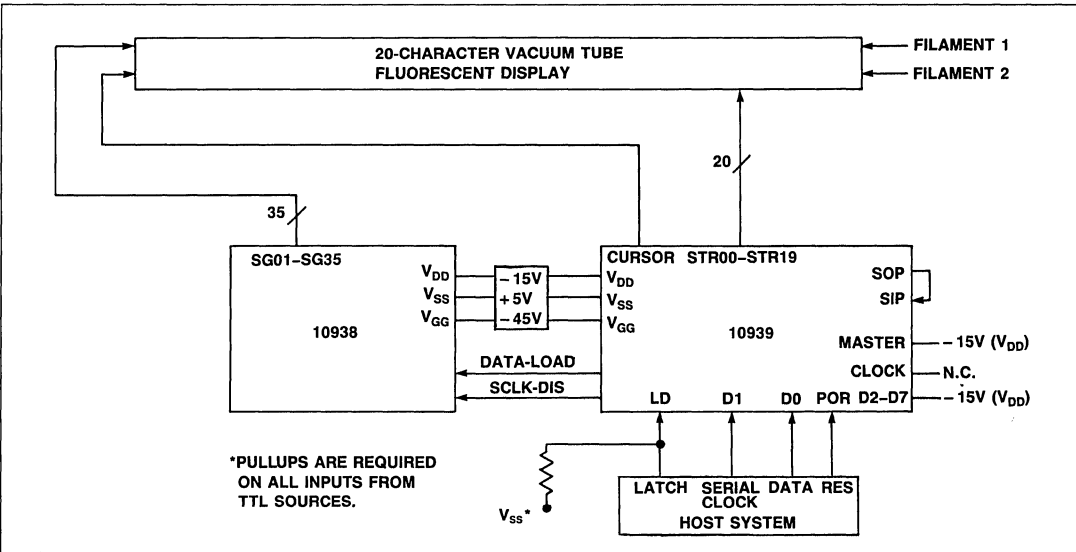 20-CHARACTER VACUUM TUBE
FLUORESCENT DISPLAY
FILAMENT 1
FILAMENT 2
20
35
SG01–SG35
VDD
VSS
VGG
10938
– 15V
+ 5V
– 45V
CURSOR STR00–STR19
VDD
VSS
VGG
10939
SOP
SIP
MASTER – 15V (VDD)
CLOCK N.C.
D2–D7 – 15V (VDD)
DATA-LOAD
SCLK-DIS
LD D1 D0 POR
*PULLUPS ARE REQUIRED
ON ALL INPUTS FROM
TTL SOURCES.
VSS*
LATCH SERIAL DATA RES
CLOCK
HOST SYSTEM